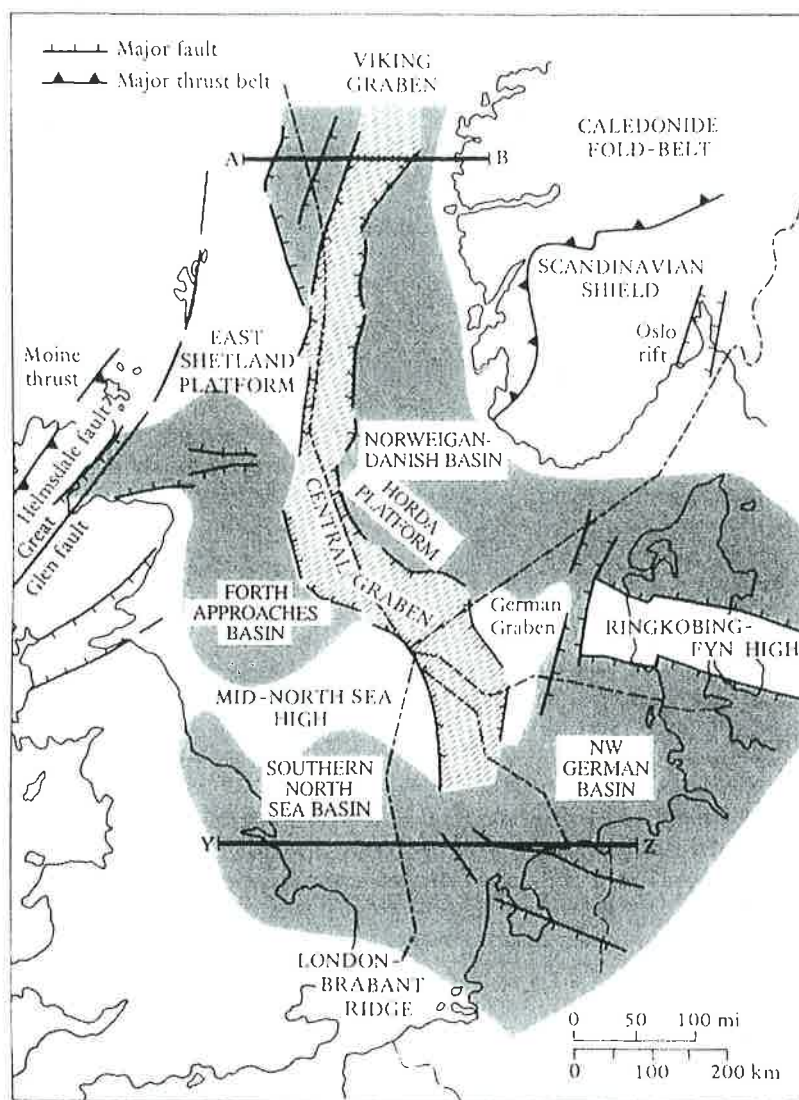 Major fault
Major thrust belt
VIKING
GRABEN
CALEDONIDE
FOLD-BELT
A
B
SCANDINAVIAN
SHIELD
Oslo
rift
EAST
SHETLAND
PLATFORM
Moine
thrust
Helmsdale fault
Great
Glen fault
NORWEIGAN-
DANISH BASIN
HORDA
PLATFORM
CENTRAL GRABEN
FORTH
APPROACHES
BASIN
German
Graben
RINGKOBING-
FYN HIGH
MID-NORTH SEA
HIGH
SOUTHERN
NORTH
SEA BASIN
NW
GERMAN
BASIN
Y
Z
LONDON-
BRABANT
RIDGE
0 50 100 mi
0 100 200 km